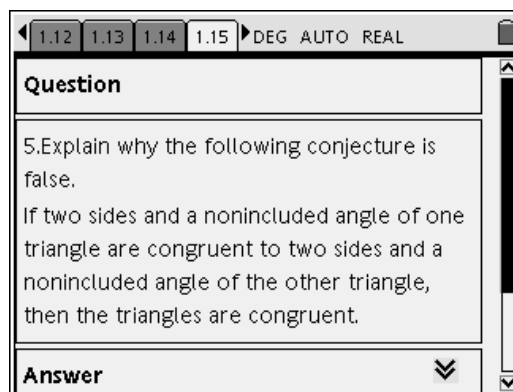 1.12 1.13 1.14 1.15 DEG AUTO REAL
Question
5.Explain why the following conjecture is
false.
If two sides and a nonincluded angle of one
triangle are congruent to two sides and a
nonincluded angle of the other triangle,
then the triangles are congruent.
Answer